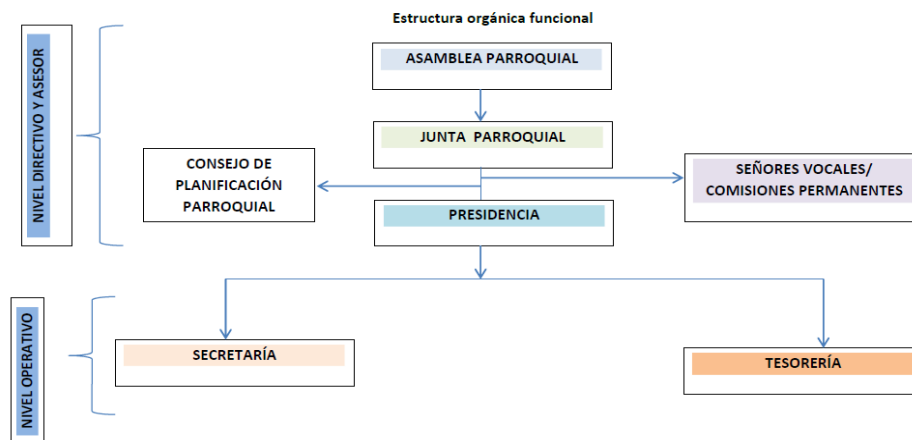 Estructura orgánica funcional
NIVEL DIRECTIVO Y ASESOR
ASAMBLEA PARROQUIAL
JUNTA PARROQUIAL
CONSEJO DE
PLANIFICACIÓN
PARROQUIAL
SEÑORES VOCALES/
COMISIONES PERMANENTES
PRESIDENCIA
NIVEL OPERATIVO
SECRETARÍA
TESORERÍA